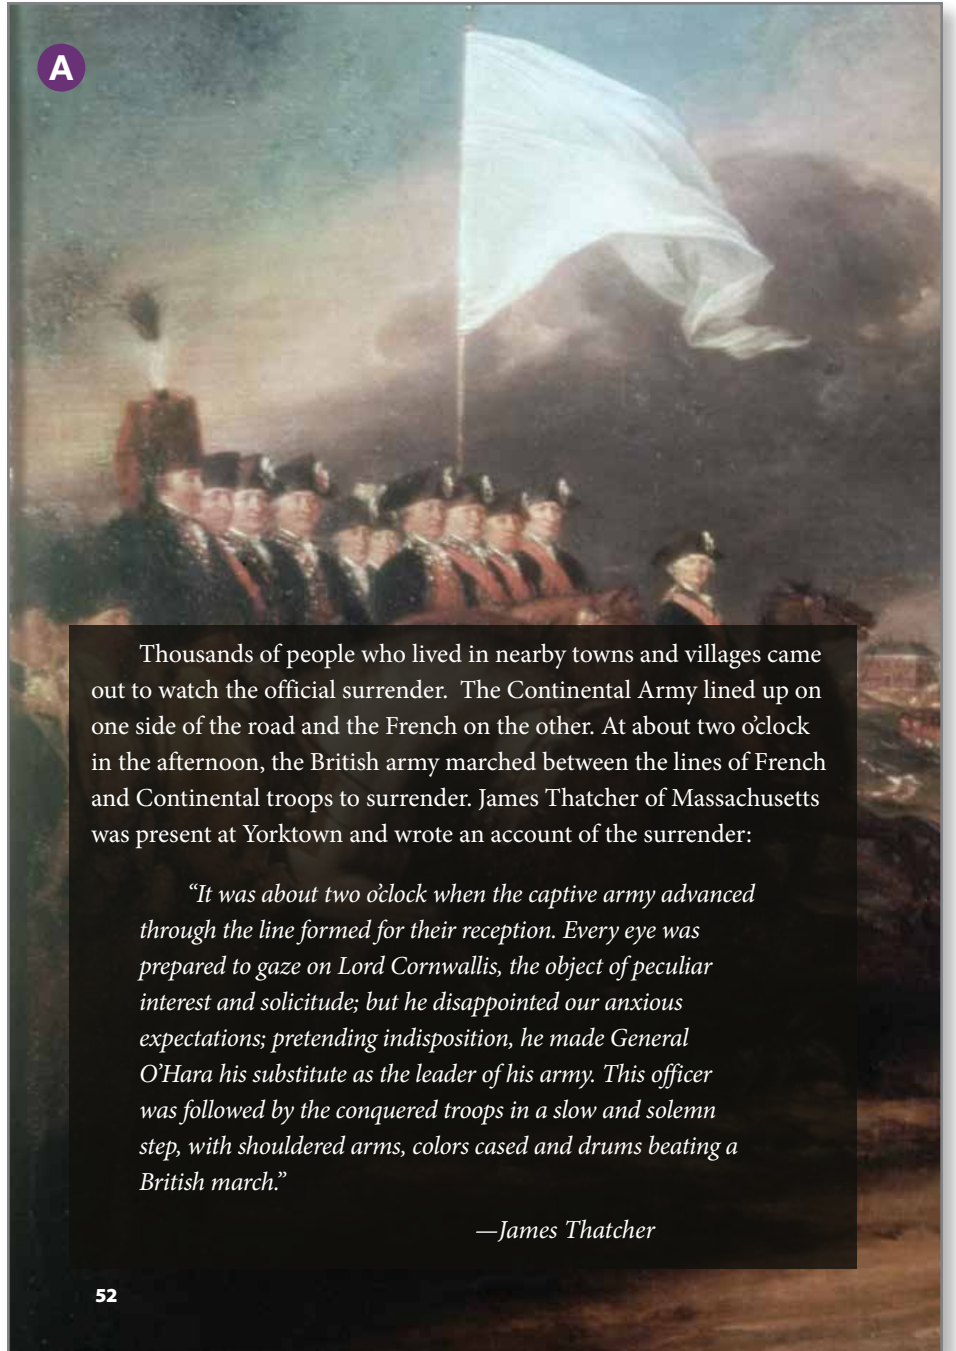 A
Thousands of people who lived in nearby towns and villages came
out to watch the official surrender.  The Continental Army lined up on
one side of the road and the French on the other. At about two o’clock
in the afternoon, the British army marched between the lines of French
and Continental troops to surrender. James Thatcher of Massachusetts
was present at Yorktown and wrote an account of the surrender:
“It was about two o’clock when the captive army advanced
through the line formed for their reception. Every eye was
prepared to gaze on Lord Cornwallis, the object of peculiar
interest and solicitude; but he disappointed our anxious
expectations; pretending indisposition, he made General
O’Hara his substitute as the leader of his army. This officer
was followed by the conquered troops in a slow and solemn
step, with shouldered arms, colors cased and drums beating a
British march.”
—James Thatcher
52